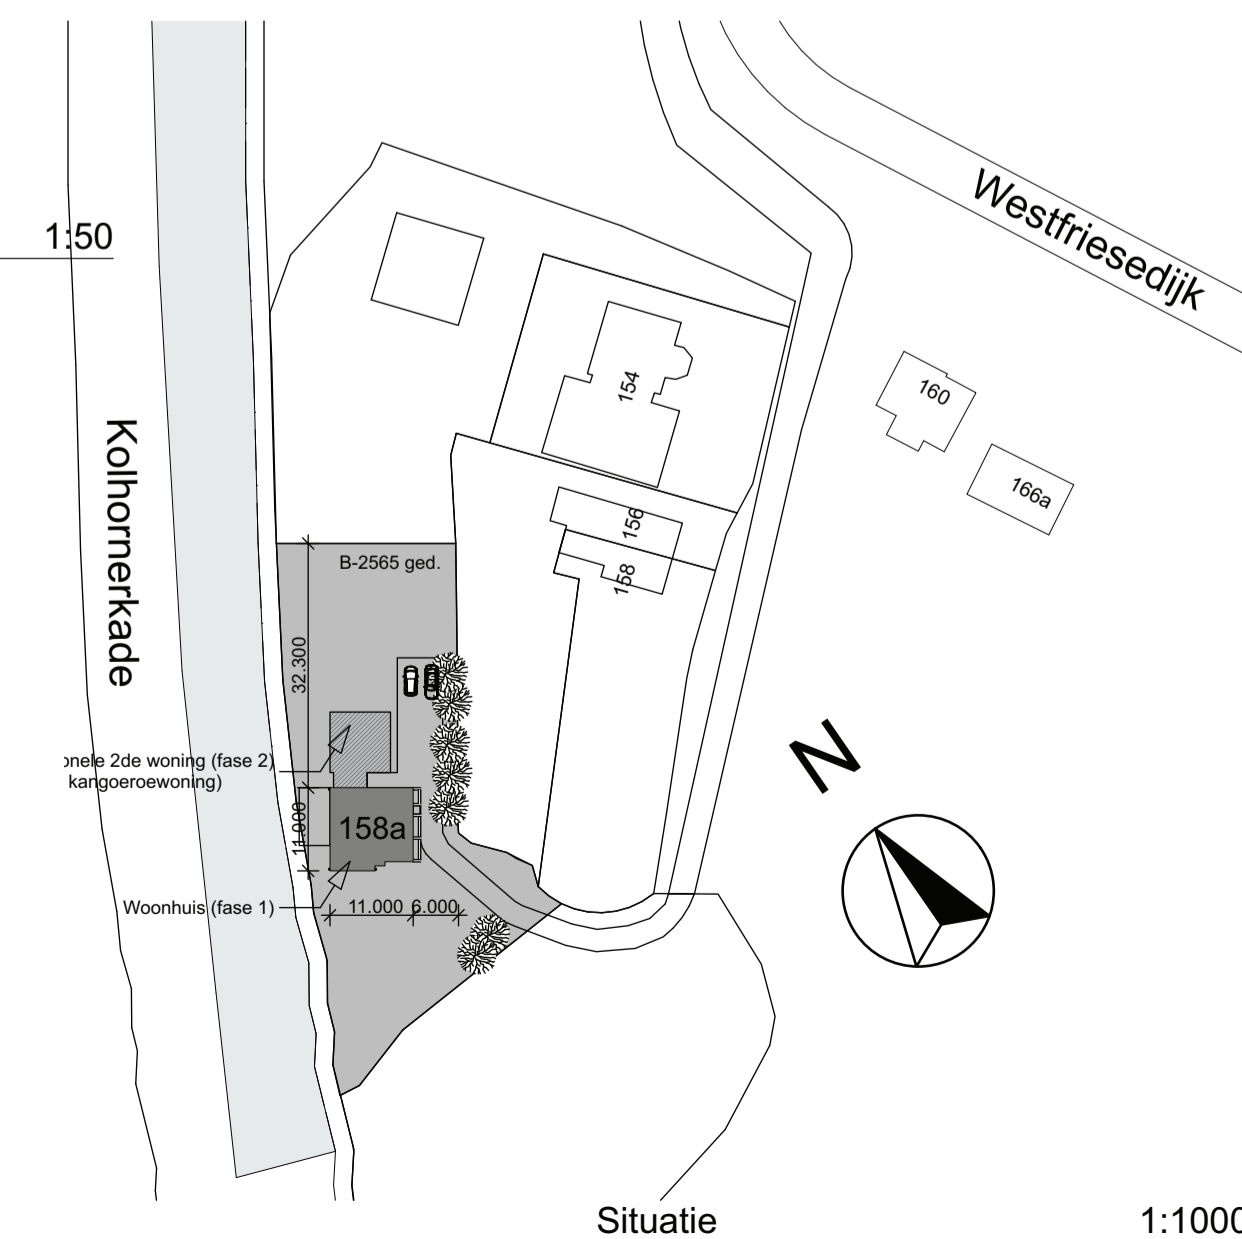 Westfriesedijk
1:50
154
160
Kolhornerkade
166a
156
B-2565 ged.
158
32.300
N
onele 2de woning (fase 2)
kangoeroewoning)
11.000
158a
Woonhuis (fase 1)
11.000 6.000
Situatie
1:1000